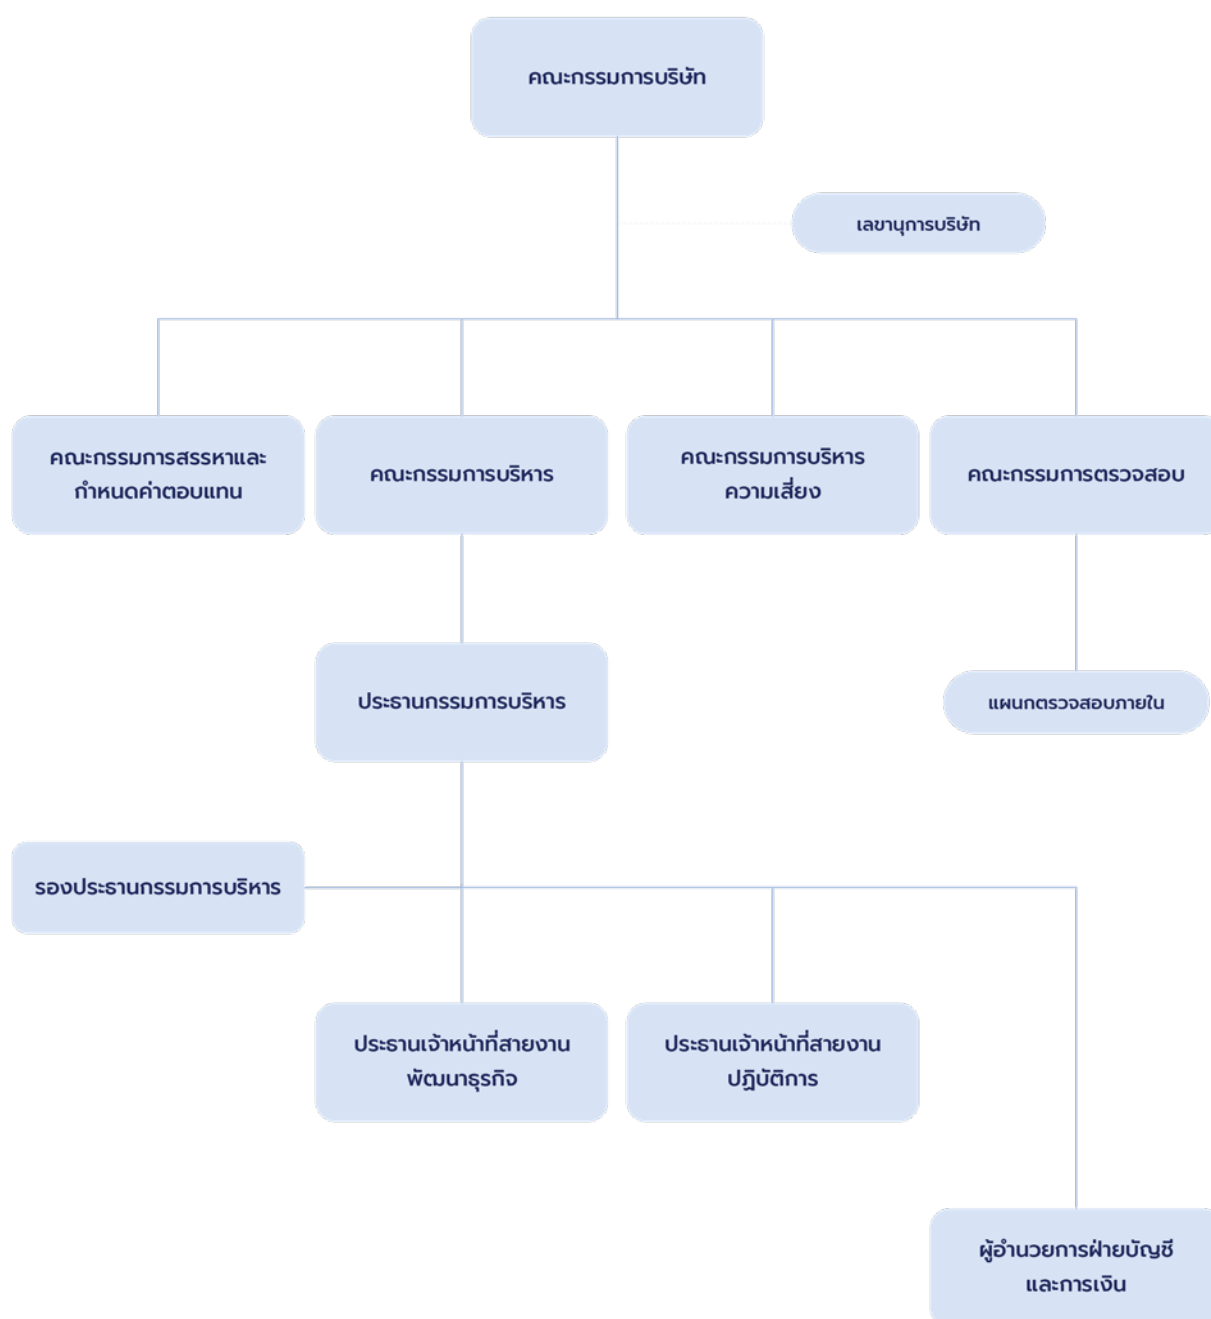 คณะกรรมการบริษัท
เลขานุการบริษัท
คณะกรรมการสรรหาและ
กำหนดค่าตอบแทน
คณะกรรมการบริหาร
คณะกรรมการบริหาร
ความเสี่ยง
คณะกรรมการตรวจสอบ
ประธานกรรมการบริหาร
แผนกตรวจสอบภายใน
รองประธานกรรมการบริหาร
ประธานเจ้าหน้าที่สายงาน
พัฒนาธุรกิจ
ประธานเจ้าหน้าที่สายงาน
ปฏิบัติการ
ผู้อำนวยการฝ่ายบัญชี
และการเงิน